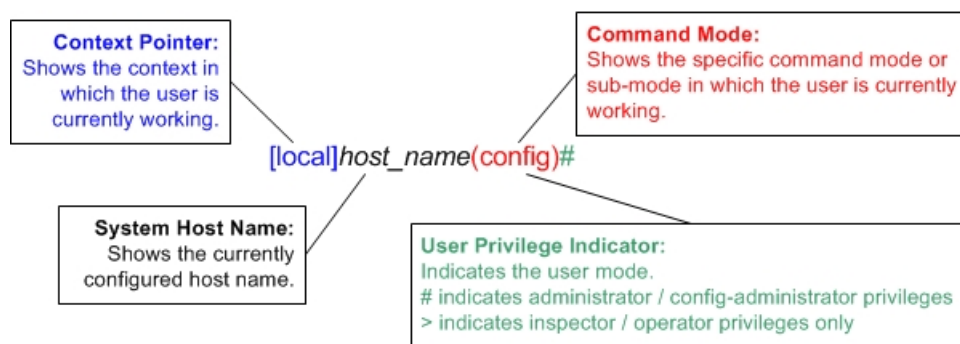 Context Pointer:
Shows the context in
which the user is
currently working.
Command Mode:
Shows the specific command mode or
sub-mode in which the user is currently
working.
[local]host_name(config)#
System Host Name:
Shows the currently
configured host name.
User Privilege Indicator:
Indicates the user mode.
# indicates administrator / config-administrator privileges
> indicates inspector / operator privileges only